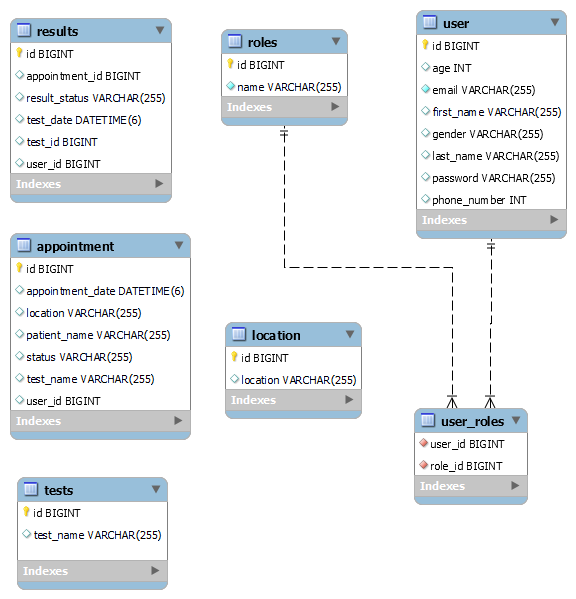 results
id BIGINT
appointment_id BIGINT
result_status VARCHAR(255)
test_date DATETIME(6)
test_id BIGINT
user_id BIGINT
Indexes
roles
id BIGINT
name VARCHAR(255)
Indexes
user
id BIGINT
age INT
email VARCHAR(255)
first_name VARCHAR(255)
gender VARCHAR(255)
last_name VARCHAR(255)
password VARCHAR(255)
phone_number INT
Indexes
appointment
id BIGINT
appointment_date DATETIME(6)
location VARCHAR(255)
patient_name VARCHAR(255)
status VARCHAR(255)
test_name VARCHAR(255)
user_id BIGINT
Indexes
location
id BIGINT
location VARCHAR(255)
Indexes
user_roles
user_id BIGINT
role_id BIGINT
Indexes
tests
id BIGINT
test_name VARCHAR(255)
Indexes